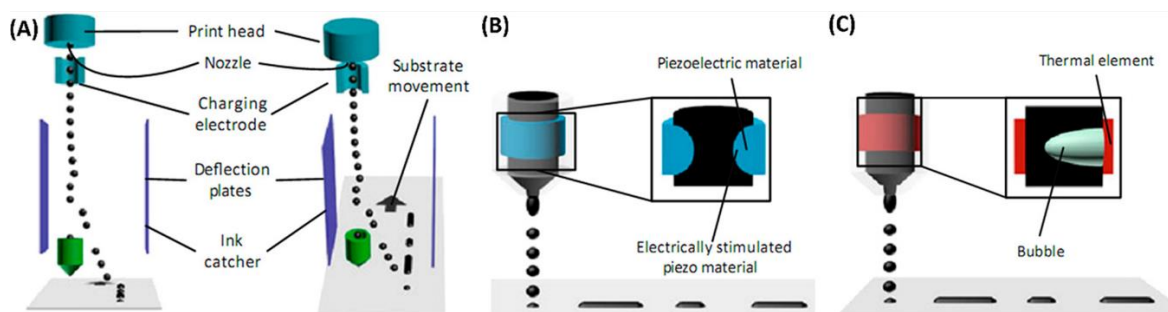 (A)
Print head
Nozzle
Charging
electrode
Deflection
plates
Ink
catcher
Substrate
movement
(B)
Piezoelectric material
Electrically stimulated
piezo material
(C)
Thermal element
Bubble